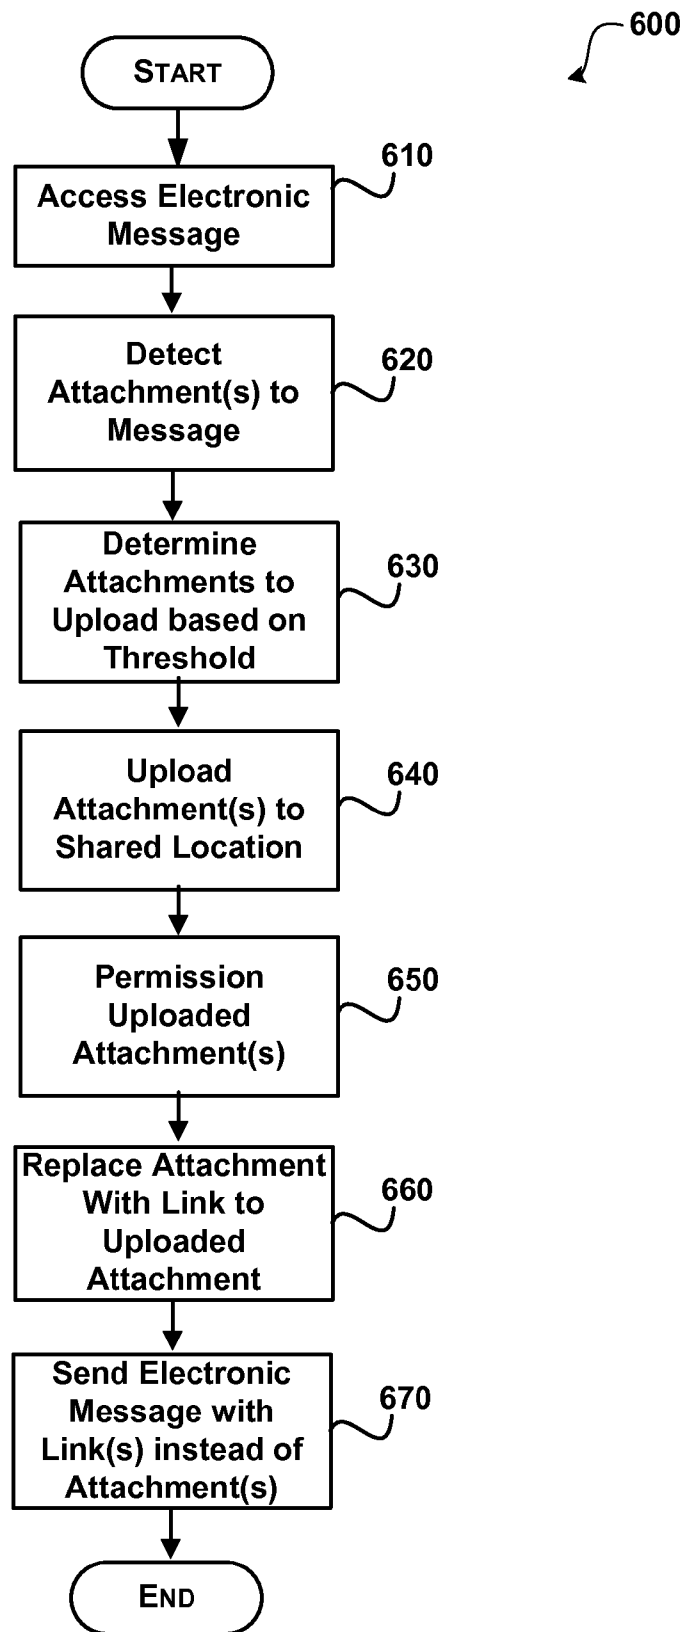 600
START
610
Access Electronic
Message
620
Detect
Attachment(s) to
Message
630
Determine
Attachments to
Upload based on
Threshold
640
Upload
Attachment(s) to
Shared Location
650
Permission
Uploaded
Attachment(s)
660
Replace Attachment
With Link to
Uploaded
Attachment
670
Send Electronic
Message with
Link(s) instead of
Attachment(s)
END